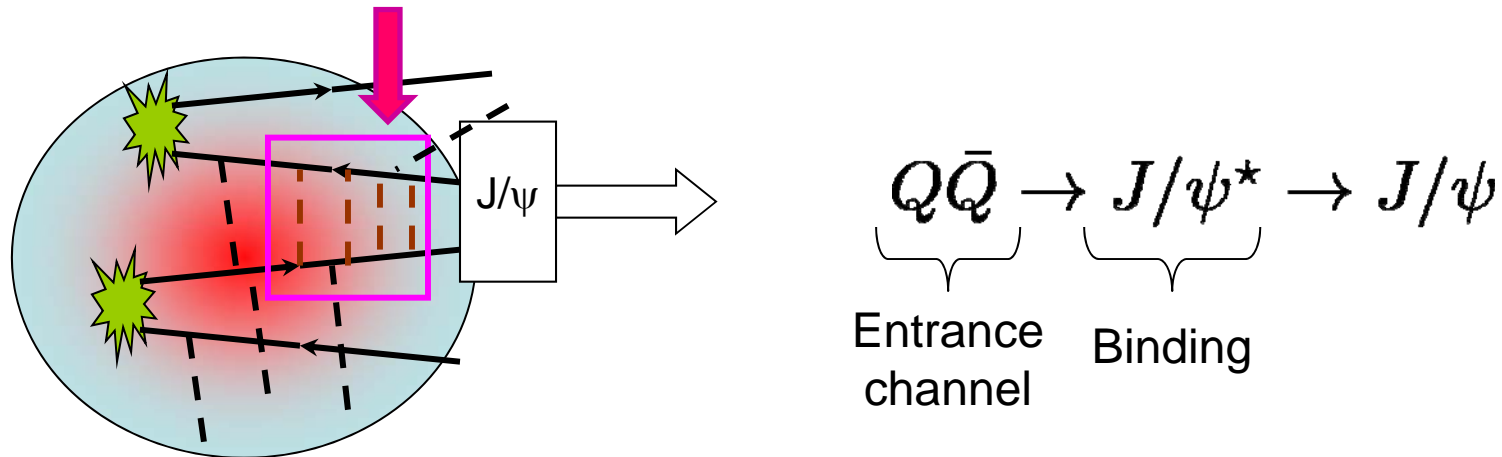 J/ψ
QQ̄ → J/ψ* → J/ψ
Entrance
channel
Binding